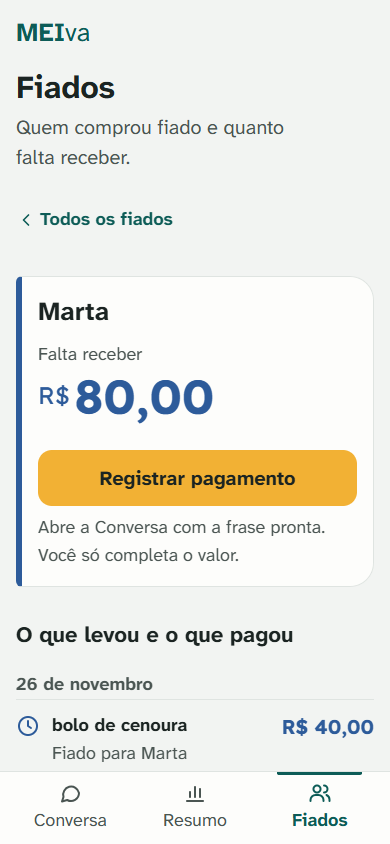 MEIva
Fiados
Quem comprou fiado e quanto
falta receber.
Todos os fiados
Marta
Falta receber
R$ 80,00
Registrar pagamento
Abre a Conversa com a frase pronta.
Você só completa o valor.
O que levou e o que pagou
26 de novembro
bolo de cenoura R$ 40,00
Fiado para Marta
Conversa Resumo Fiados